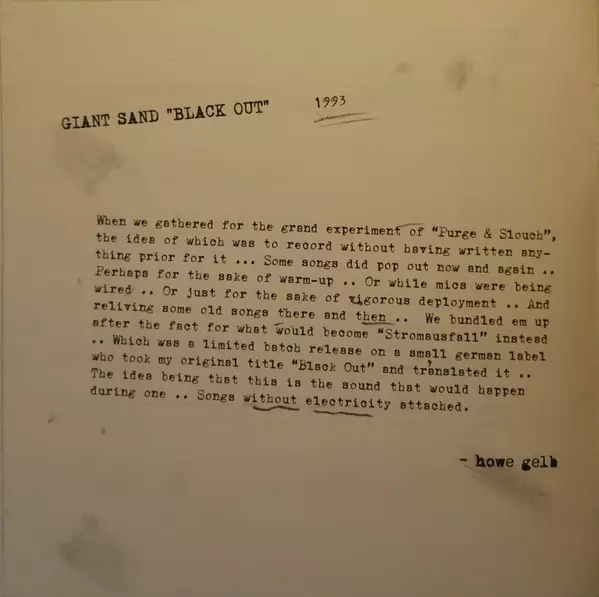 GIANT SAND "BLACK OUT" 1993
When we gathered for the grand experiment of "Purge & Slouch",
the idea of which was to record without having written any-
thing prior for it ... Some songs did pop out now and again ..
Perhaps for the sake of warm-up .. Or while mics were being
wired .. Or just for the sake of vigorous deployment .. And
reliving some old songs there and then .. We bundled em up
after the fact for what would become "Stromausfall" instead
.. Which was a limited batch release on a small german label
who took my original title "Black Out" and translated it ..
The idea being that this is the sound that would happen
during one .. Songs without electricity attached.
- howe gelb